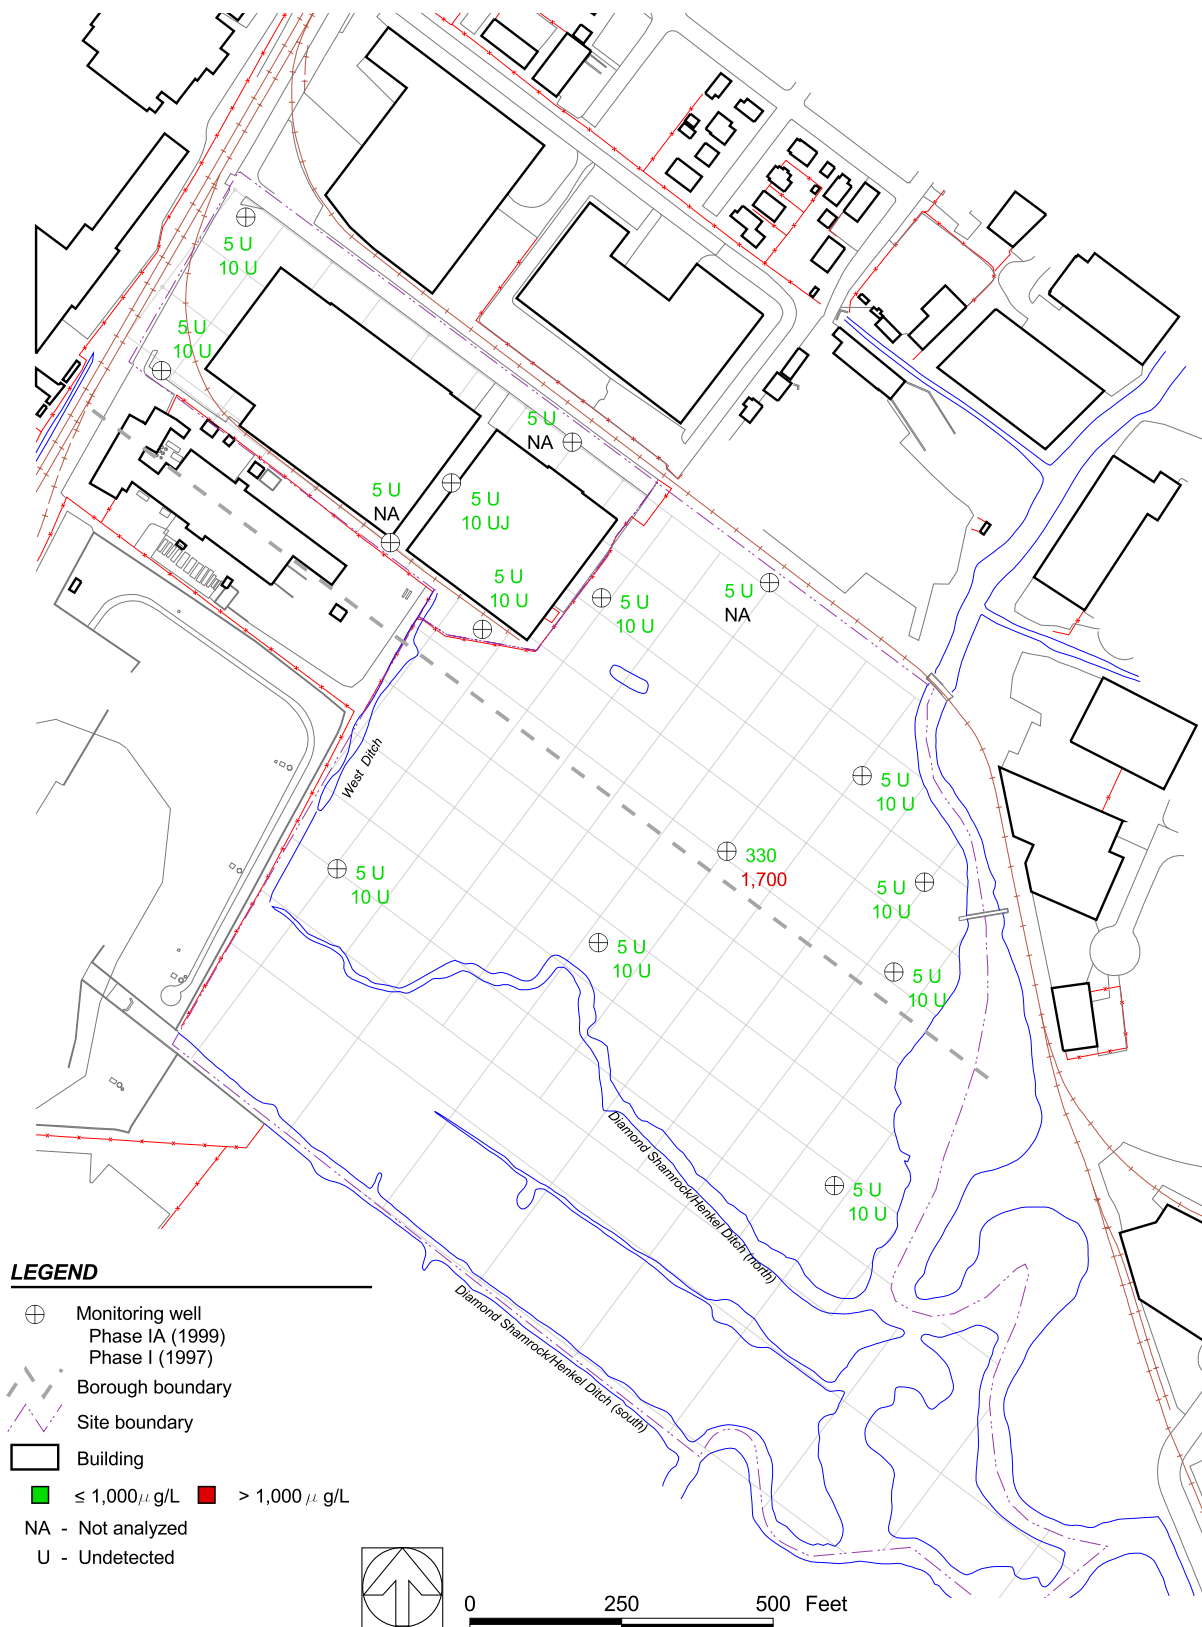 5 U
10 U
5 U
10 U
5 U
NA
5 U
NA
5 U
10 UJ
5 U
10 U
5 U
10 U
5 U
NA
West Ditch
5 U
10 U
330
1,700
5 U
10 U
5 U
10 U
5 U
10 U
5 U
10 U
Diamond Shamrock/Henkel Ditch (north)
5 U
10 U
Diamond Shamrock/Henkel Ditch (south)
LEGEND
Monitoring well
Phase IA (1999)
Phase I (1997)
Borough boundary
Site boundary
Building
≤ 1,000 μ g/L > 1,000 μ g/L
NA - Not analyzed
U - Undetected
0 250 500 Feet